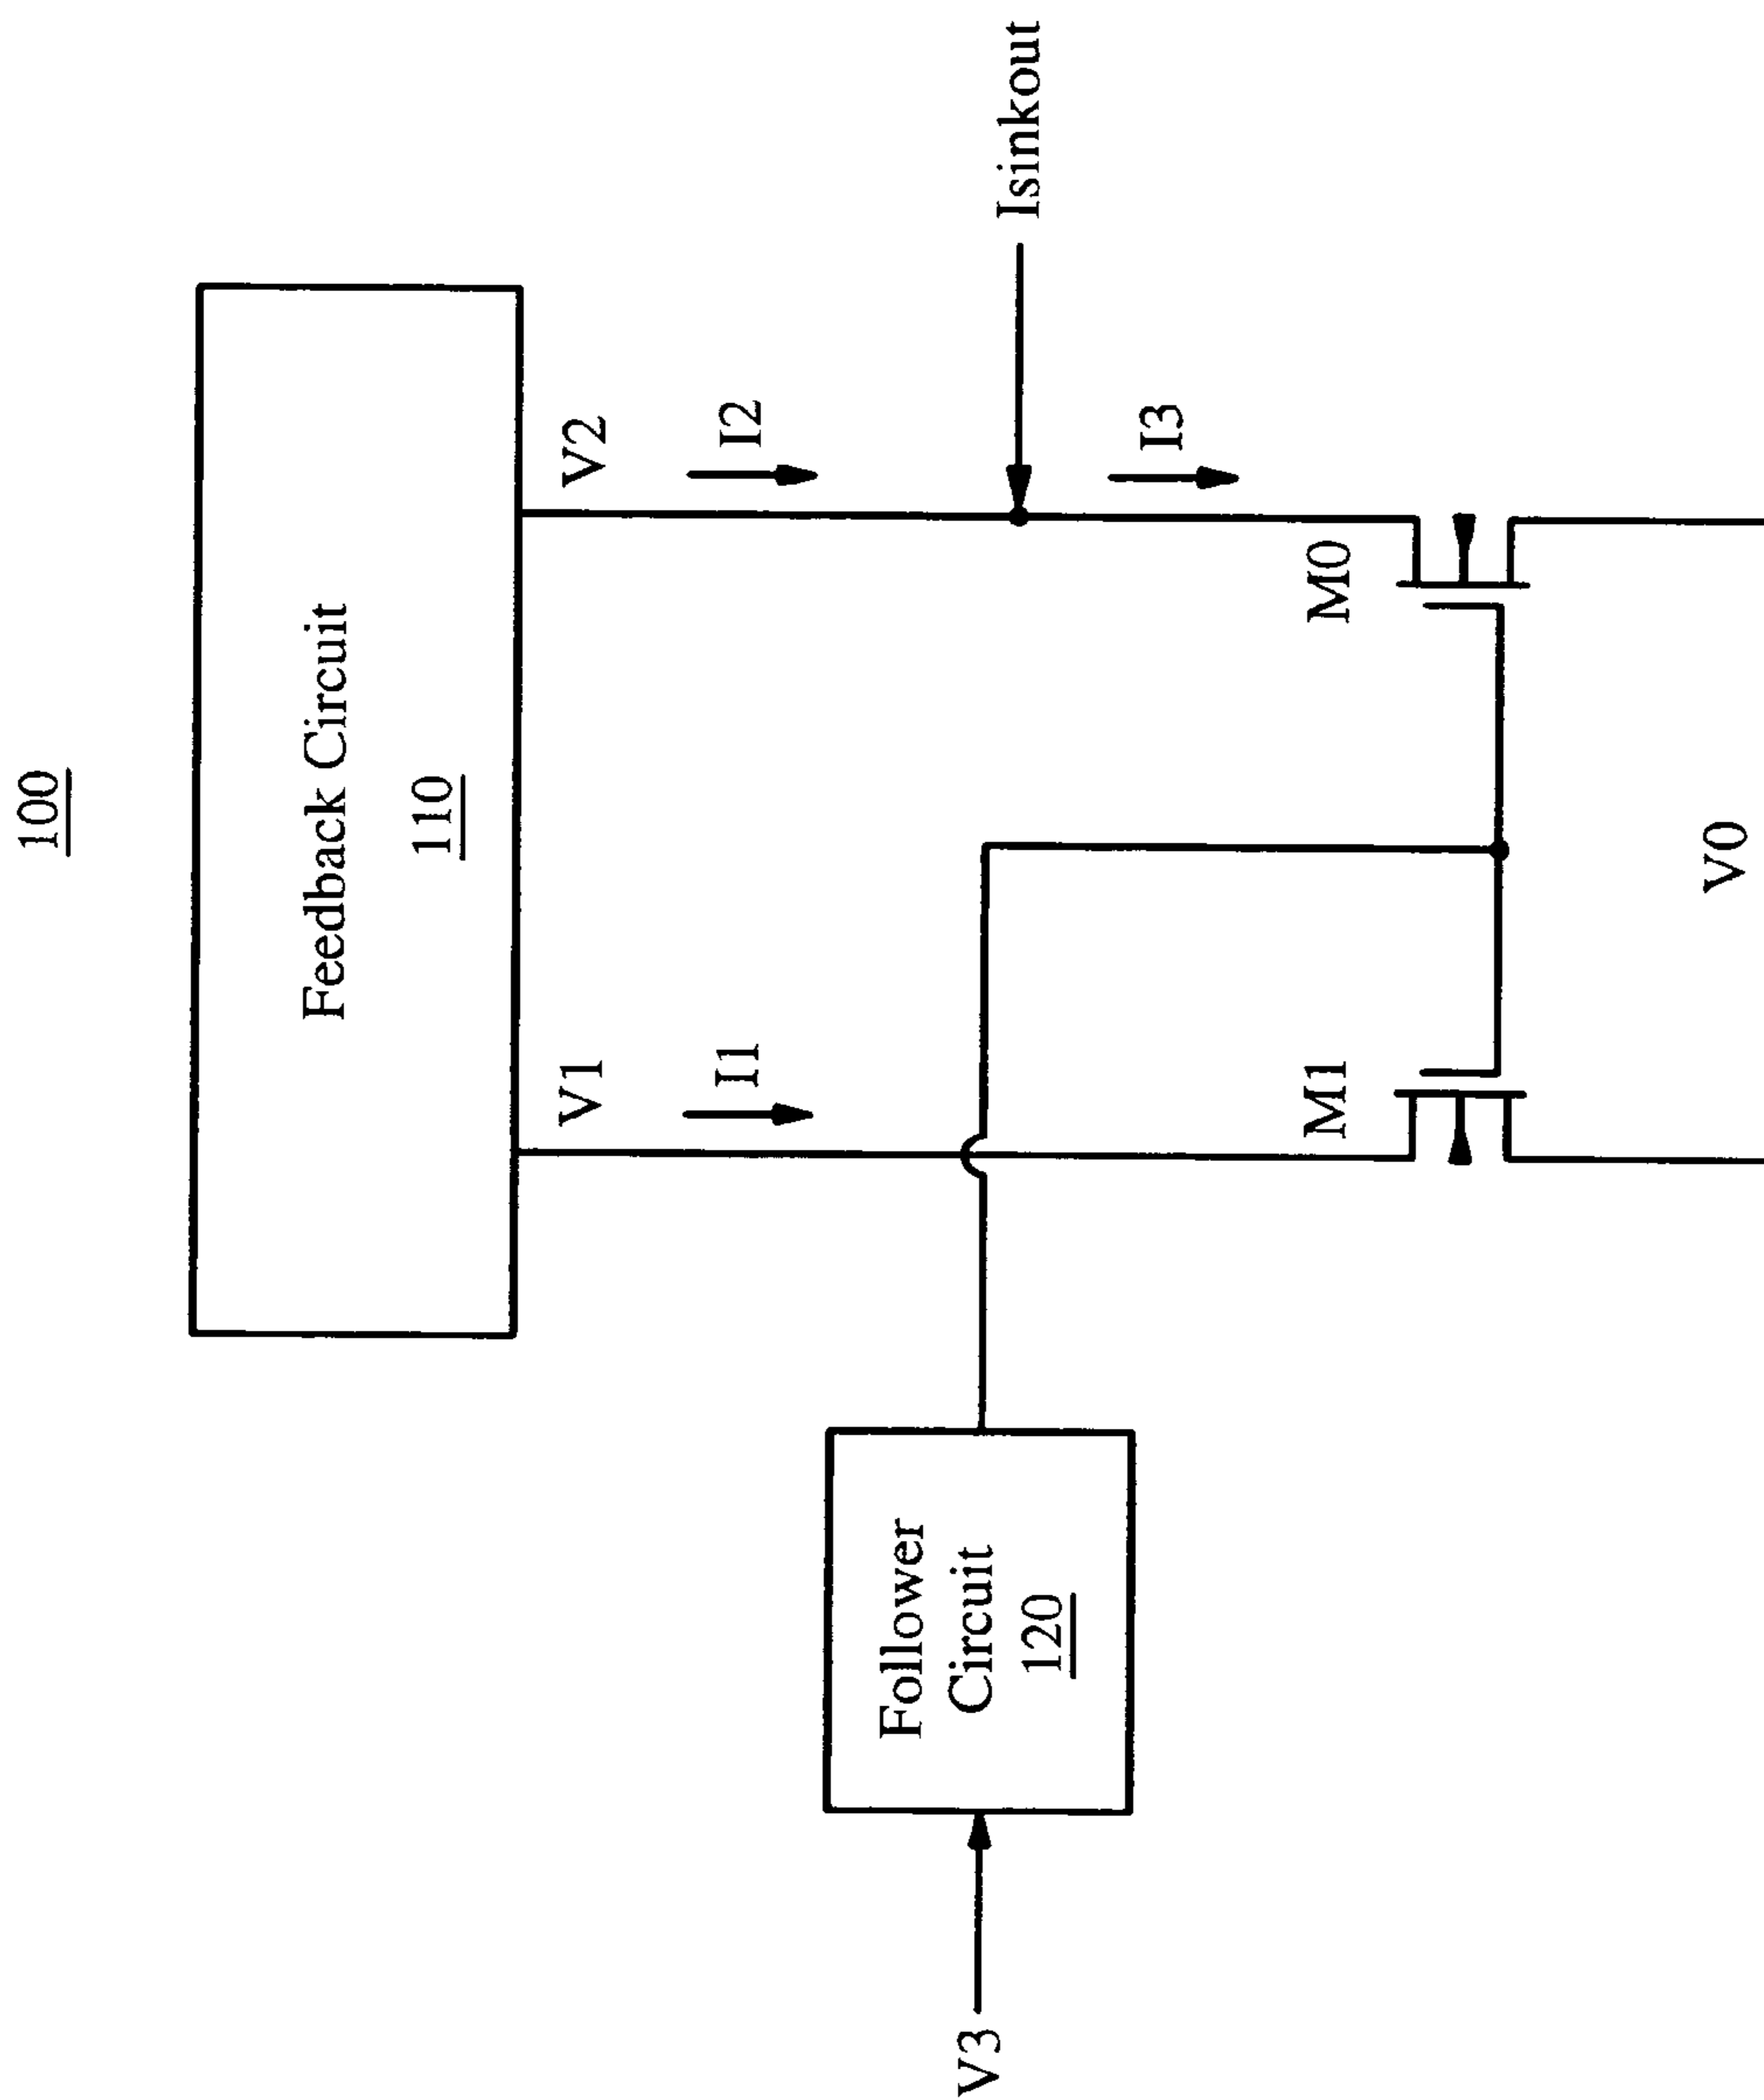 100
Feedback Circuit
110
V1
V2
I1
I2
V3
Follower
Circuit
120
Isinkout
I3
M1
M0
V0